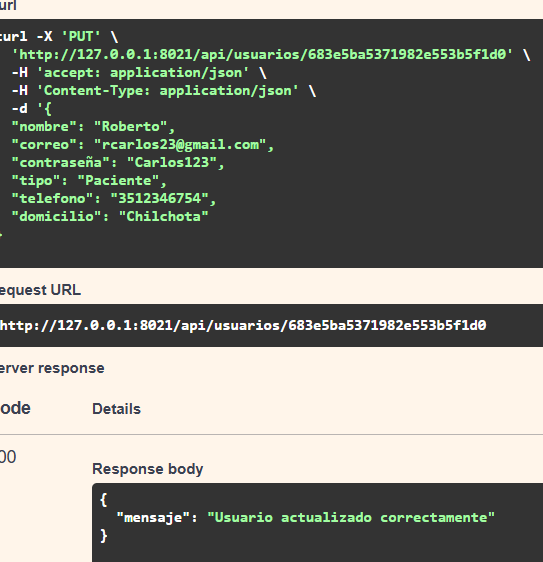 url
curl -X 'PUT' \
'http://127.0.0.1:8021/api/usuarios/683e5ba5371982e553b5f1d0' \
-H 'accept: application/json' \
-H 'Content-Type: application/json' \
-d '{
"nombre": "Roberto",
"correo": "rcarlos23@gmail.com",
"contraseña": "Carlos123",
"tipo": "Paciente",
"telefono": "3512346754",
"domicilio": "Chilchota"
equest URL
http://127.0.0.1:8021/api/usuarios/683e5ba5371982e553b5f1d0
erver response
ode Details
00
Response body
{
"mensaje": "Usuario actualizado correctamente"
}